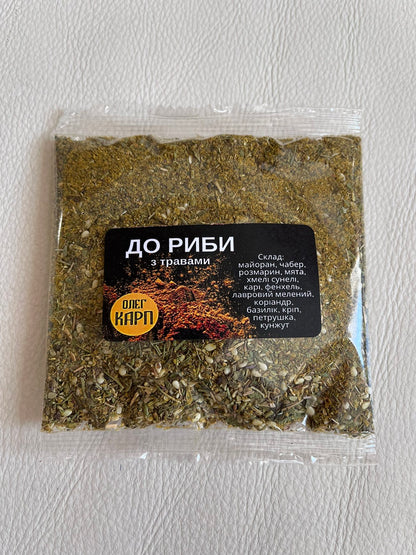 ДО РИБИ
з травами
ОЛЕГ
КАРП
Склад:
майоран, чабер,
розмарин, мята,
хмелі сунелі,
карі, фенхель,
лавровий мелений,
коріандр,
базилік, кріп,
петрушка,
кунжут